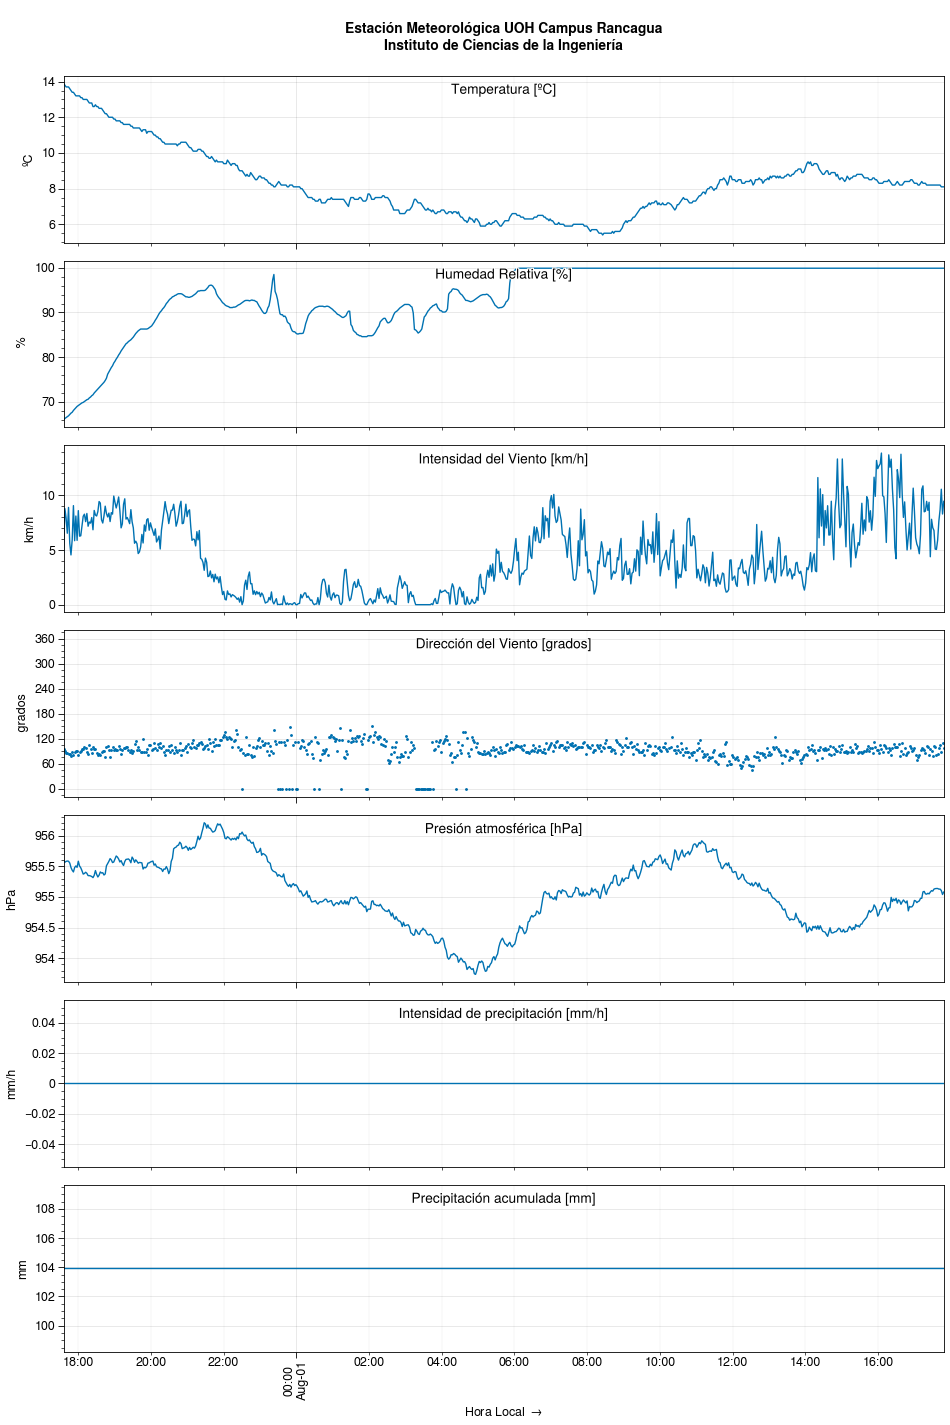 Estación Meteorológica UOH Campus Rancagua
Instituto de Ciencias de la Ingeniería
Temperatura [ºC]
14
12
10
8
6
ºC
Humedad Relativa [%]
100
90
80
70
%
Intensidad del Viento [km/h]
10
5
0
km/h
Dirección del Viento [grados]
360
300
240
180
120
60
0
grados
Presión atmosférica [hPa]
956
955.5
955
954.5
954
hPa
Intensidad de precipitación [mm/h]
0.04
0.02
0
−0.02
−0.04
mm/h
Precipitación acumulada [mm]
108
106
104
102
100
mm
18:00 20:00 22:00 00:00 02:00 04:00 06:00 08:00 10:00 12:00 14:00 16:00
Aug-01
Hora Local →